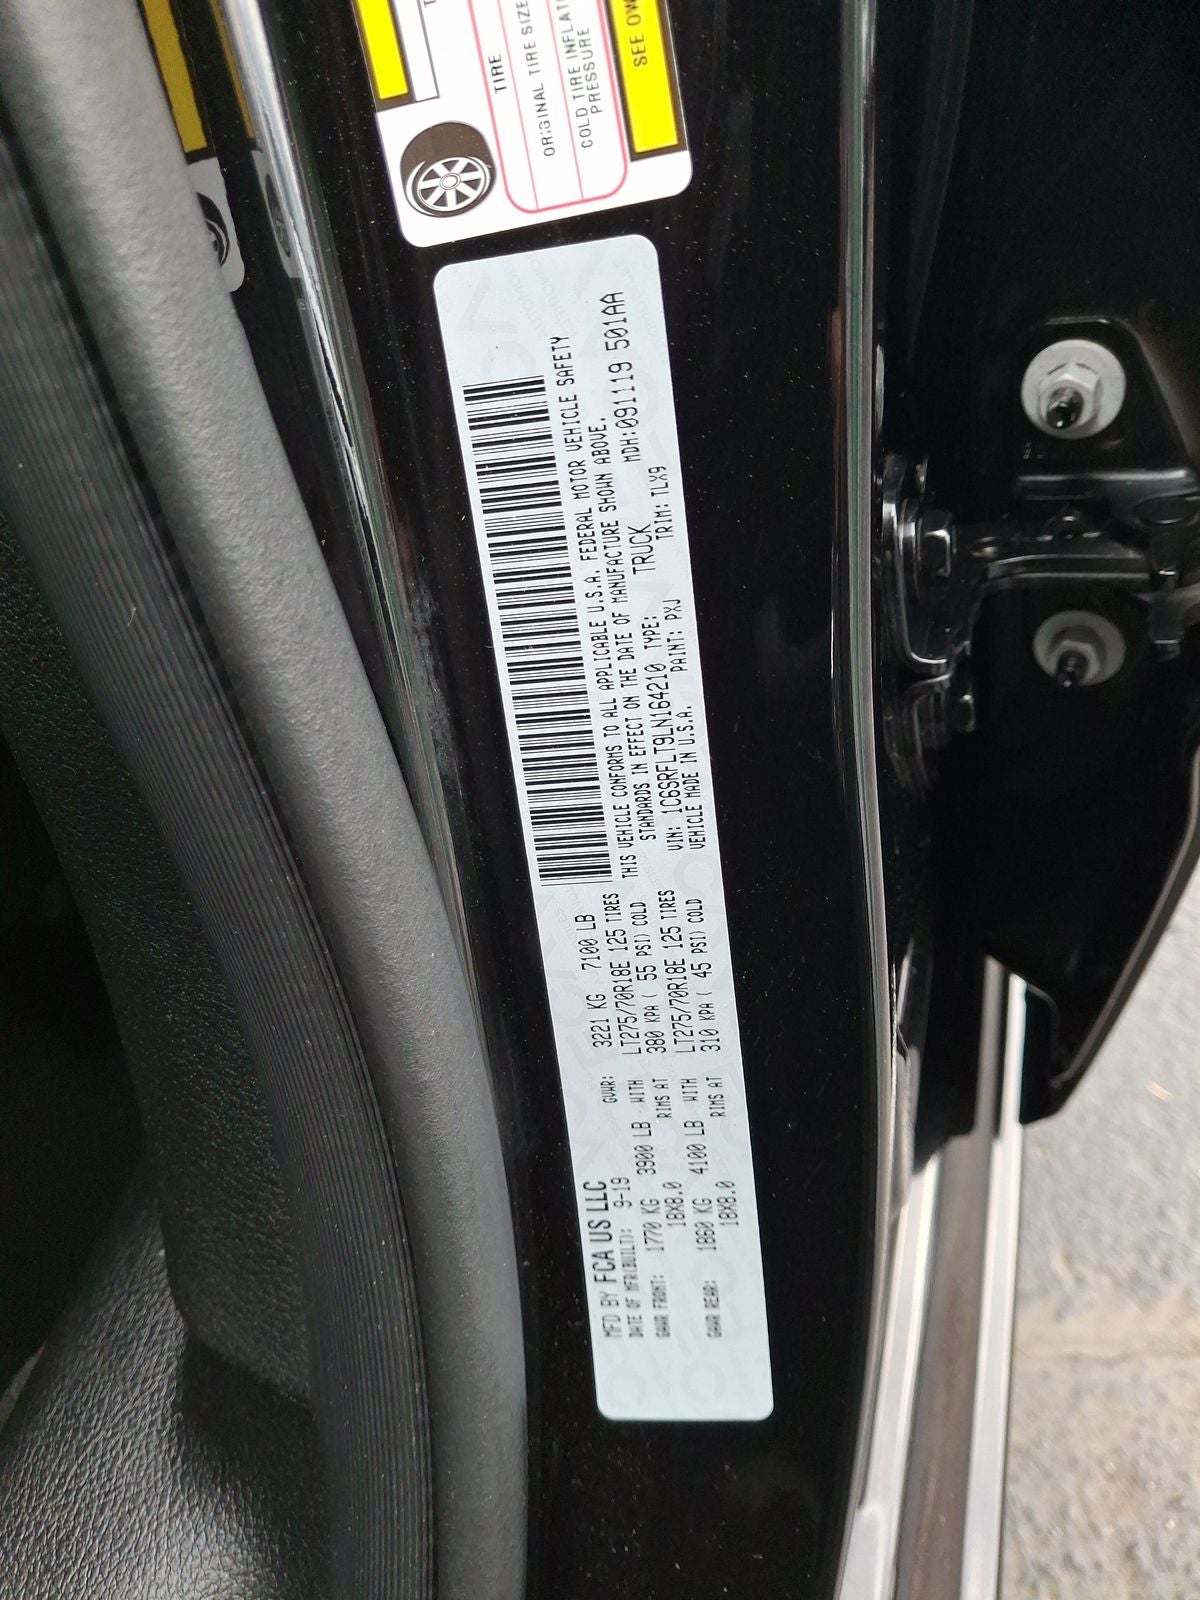 TIRE
ORIGINAL TIRE SIZE
COLD TIRE INFLAT
PRESSURE
SEE OW
MFD BY FCA US LLC
DATE OF MFR(BUILT): 9-19 GVWR: 3221 KG 7100 LB
GAWR FRONT: 1770 KG 3900 LB WITH LT275/70R18E 125 TIRES
18X8.0 RIMS AT 380 KPA ( 55 PSI) COLD
GAWR REAR: 1860 KG 4100 LB WITH LT275/70R18E 125 TIRES
18X8.0 RIMS AT 310 KPA ( 45 PSI) COLD
THIS VEHICLE CONFORMS TO ALL APPLICABLE U.S.A. FEDERAL MOTOR VEHICLE SAFETY
STANDARDS IN EFFECT ON THE DATE OF MANUFACTURE SHOWN ABOVE.
VIN: 1C6SRFLT9LN164210 TYPE: TRUCK MDH:091119 501AA
VEHICLE MADE IN U.S.A. PAINT: PXJ TRIM: TLX9